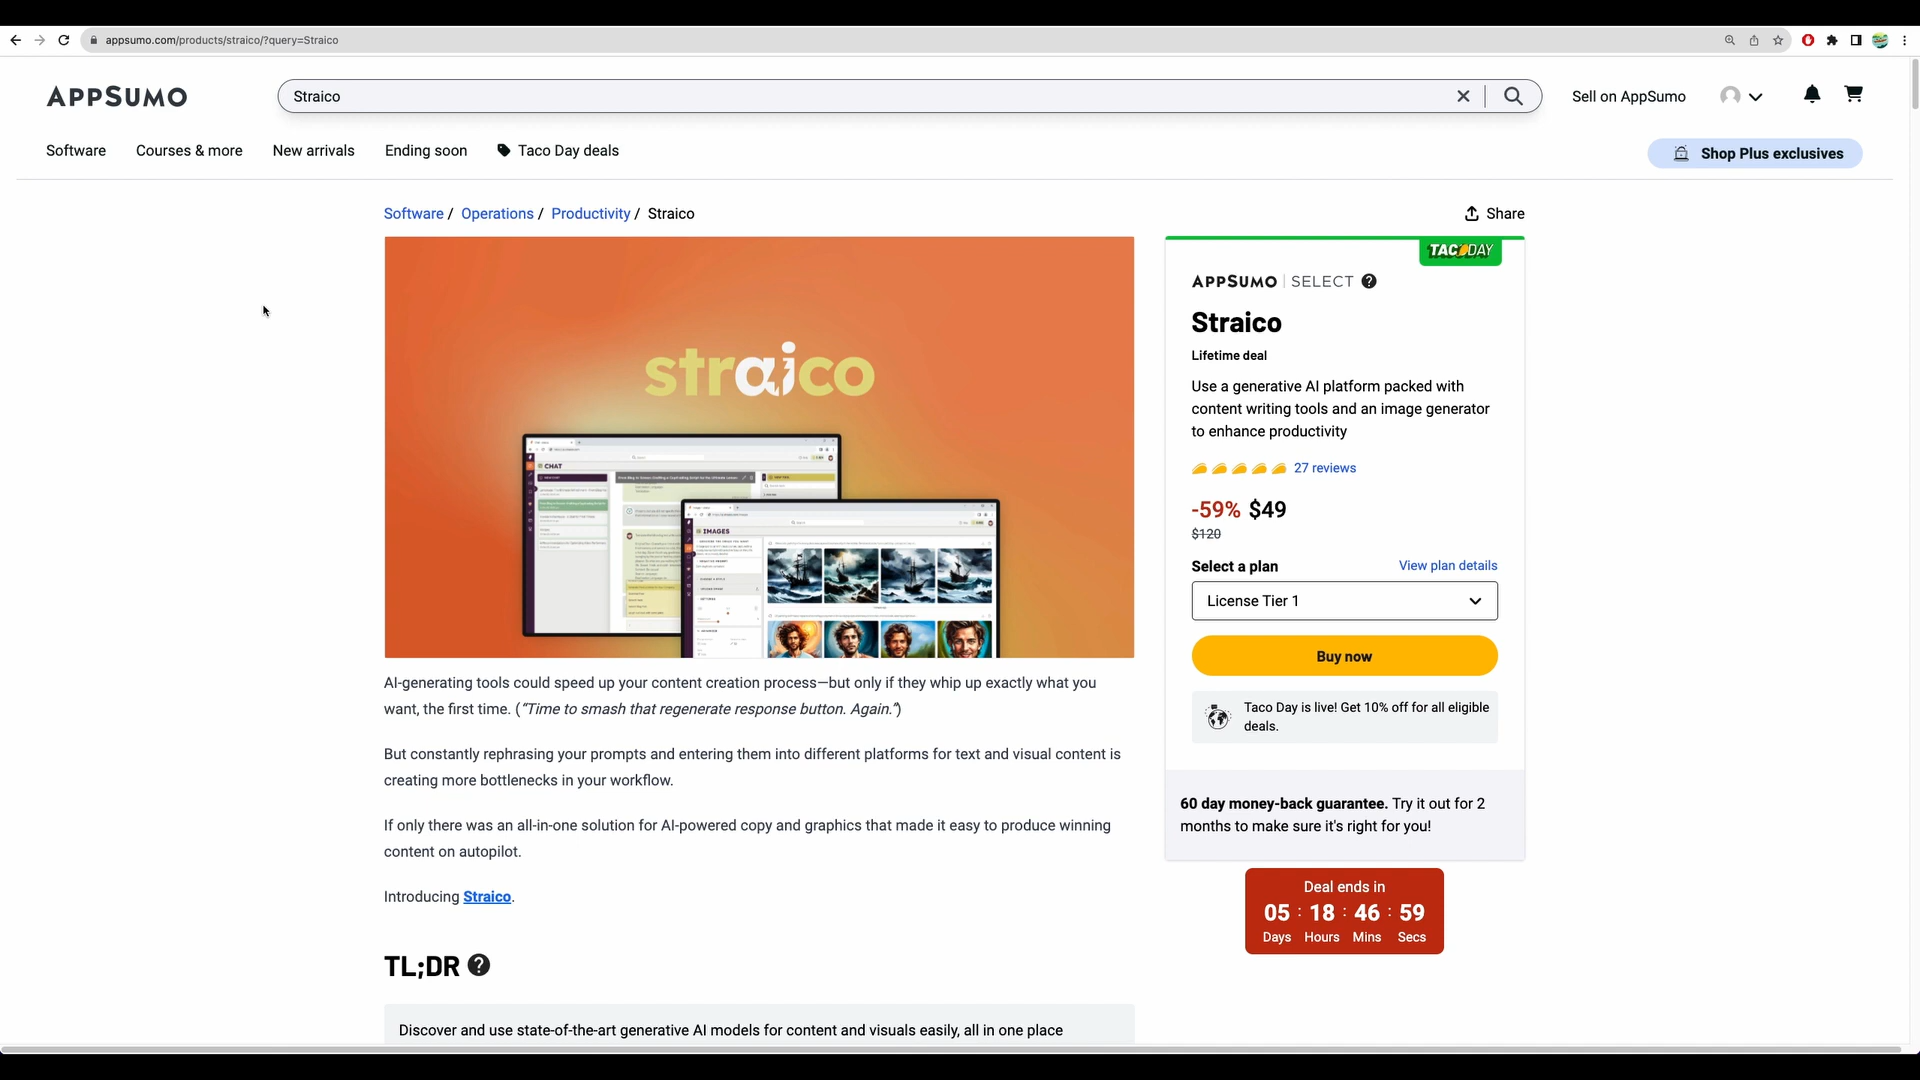 appsumo.com/products/straico/?query=Straico
APPSUMO
Straico
Sell on AppSumo
Software
Courses & more
New arrivals
Ending soon
Taco Day deals
Shop Plus exclusives
Software / Operations / Productivity / Straico
Share
straico
CHAT
IMAGES
AI-generating tools could speed up your content creation process—but only if they whip up exactly what you
want, the first time. (“Time to smash that regenerate response button. Again.”)
But constantly rephrasing your prompts and entering them into different platforms for text and visual content is
creating more bottlenecks in your workflow.
If only there was an all-in-one solution for AI-powered copy and graphics that made it easy to produce winning
content on autopilot.
Introducing Straico.
TL;DR ?
Discover and use state-of-the-art generative AI models for content and visuals easily, all in one place
TACODAY
APPSUMO | SELECT ?
Straico
Lifetime deal
Use a generative AI platform packed with
content writing tools and an image generator
to enhance productivity
27 reviews
-59% $49
$120
Select a plan
View plan details
License Tier 1
Buy now
Taco Day is live! Get 10% off for all eligible
deals.
60 day money-back guarantee. Try it out for 2
months to make sure it's right for you!
Deal ends in
05 : 18 : 46 : 59
Days Hours Mins Secs